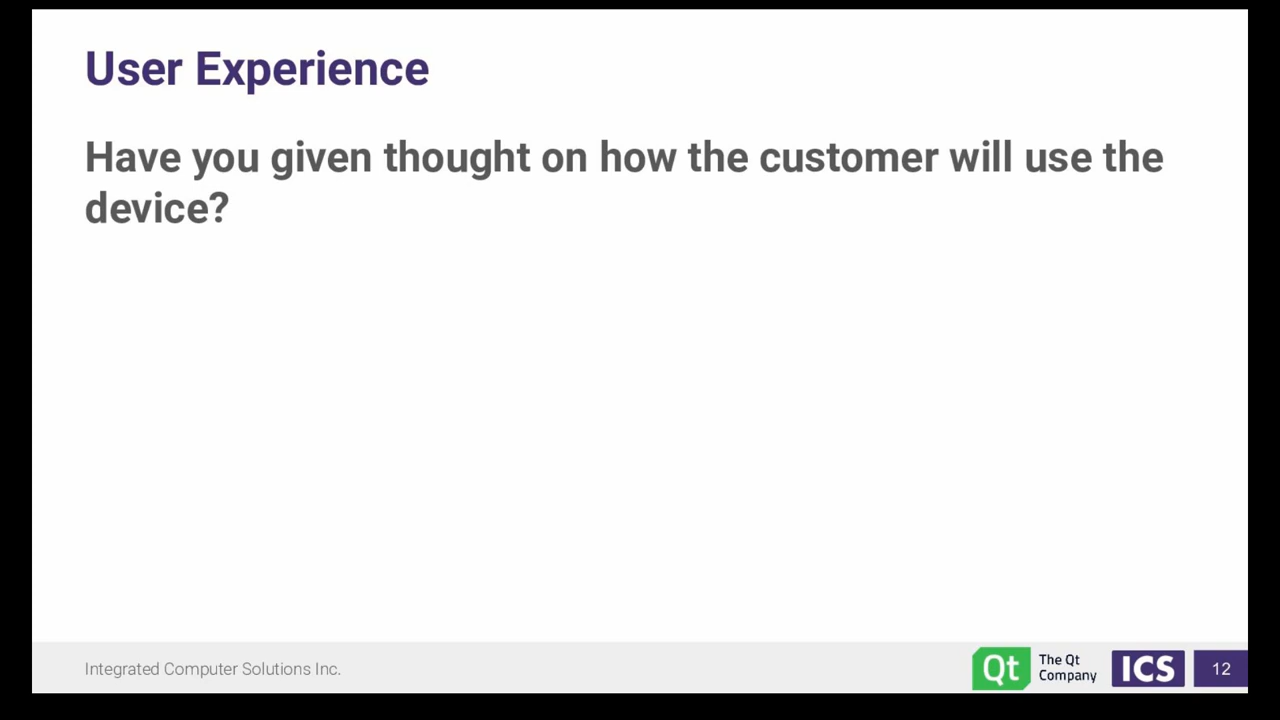 User Experience
Have you given thought on how the customer will use the
device?
Integrated Computer Solutions Inc.
Qt
The Qt
Company
ICS
12